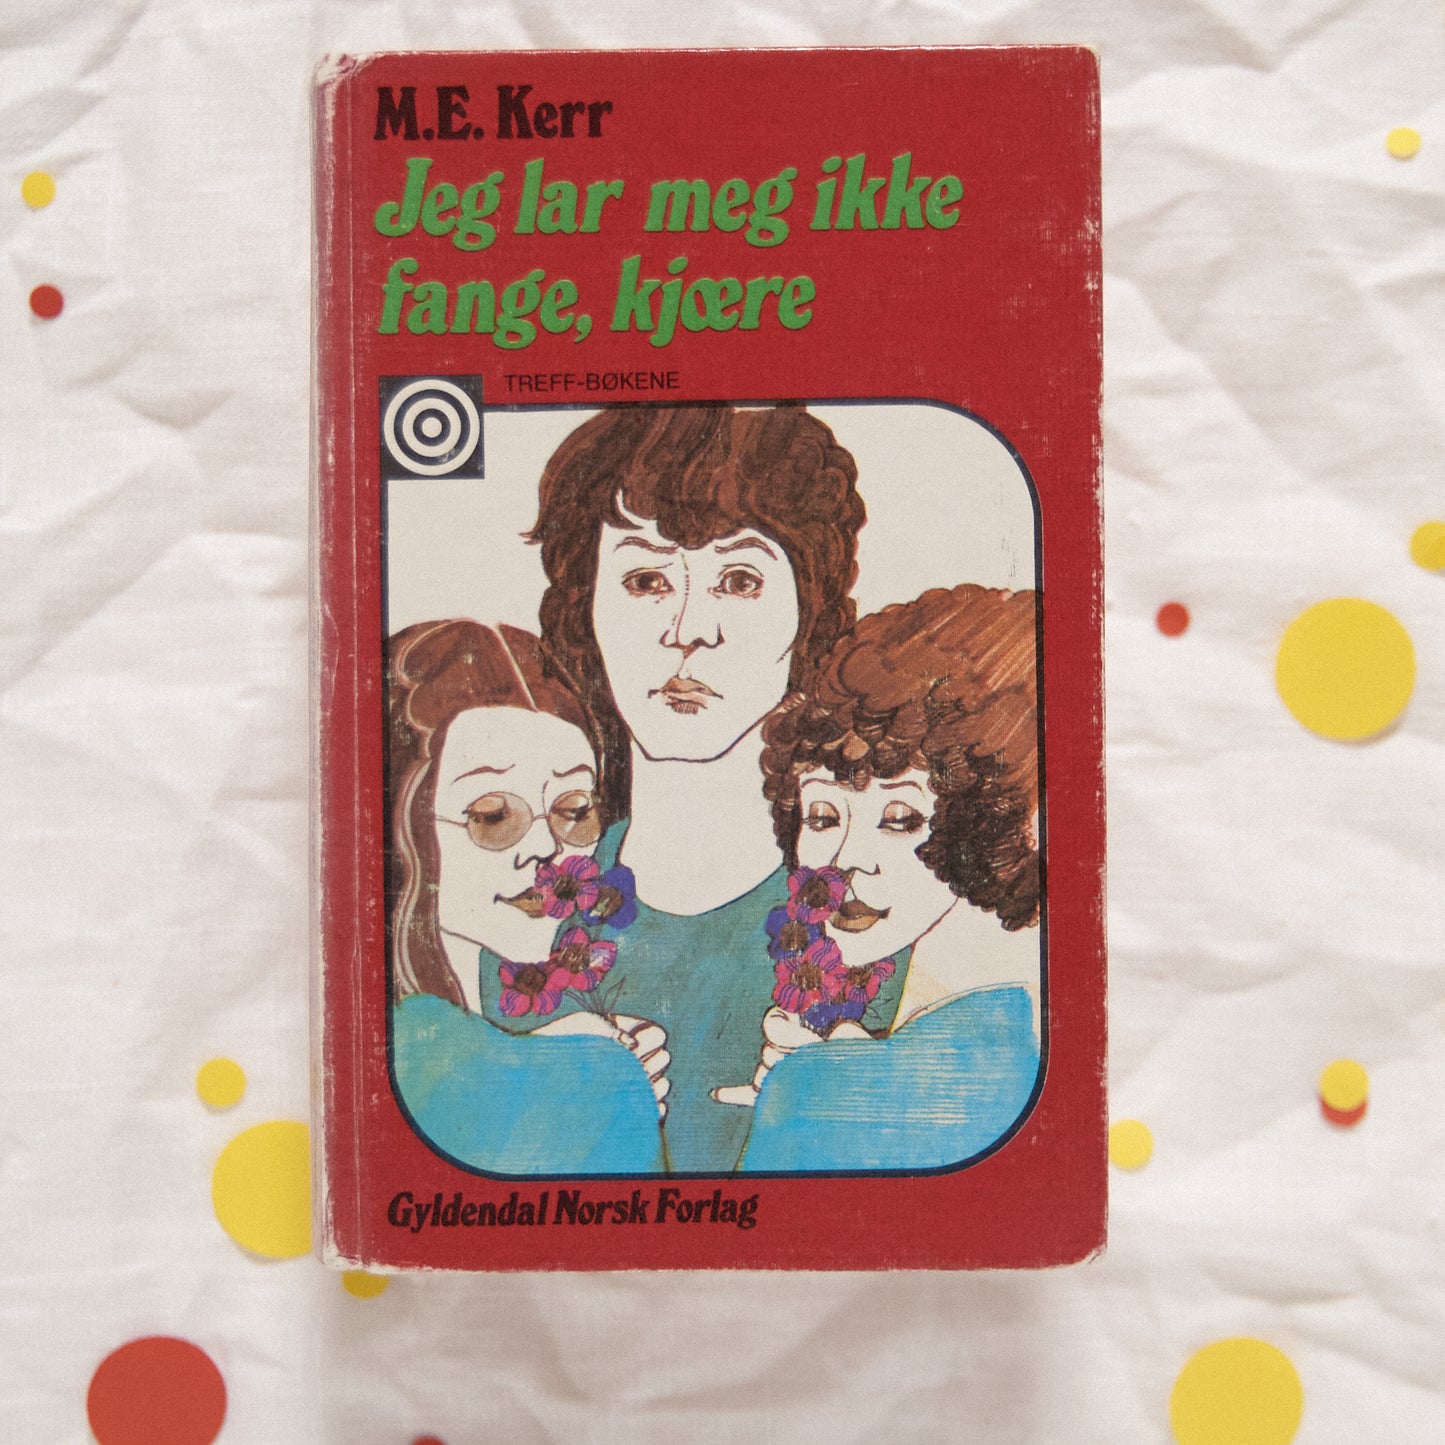 M.E. Kerr
Jeg lar meg ikke
fange, kjære
TREFF-BØKENE
Gyldendal Norsk Forlag